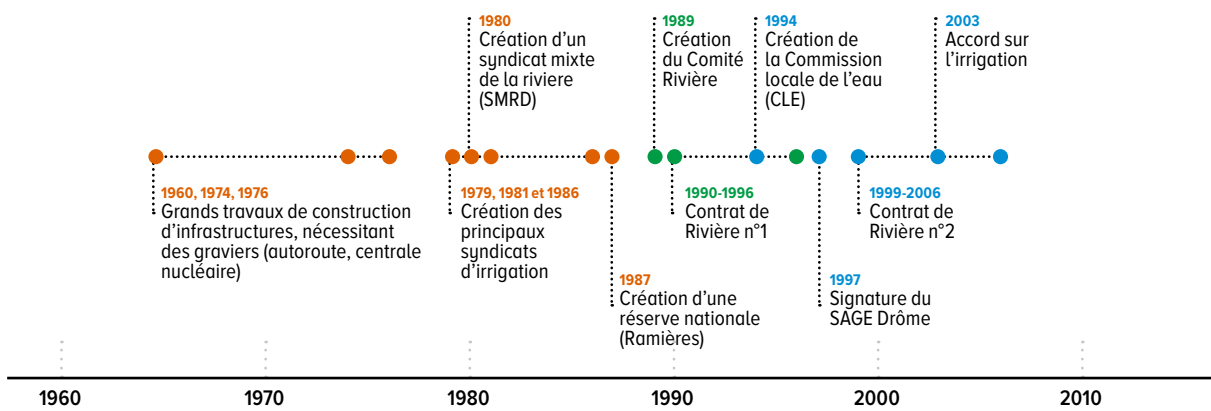 1980
Création d’un
syndicat mixte
de la riviere
(SMRD)
1989
Création
du Comité
Rivière
1994
Création de
la Commission
locale de l’eau
(CLE)
2003
Accord sur
l’irrigation
1960, 1974, 1976
Grands travaux de construction
d’infrastructures, nécessitant
des graviers (autoroute, centrale
nucléaire)
1979, 1981 et 1986
Création des
principaux
syndicats
d’irrigation
1990-1996
Contrat de
Rivière n°1
1999-2006
Contrat de
Rivière n°2
1987
Création d’une
réserve nationale
(Ramières)
1997
Signature du
SAGE Drôme
1960
1970
1980
1990
2000
2010